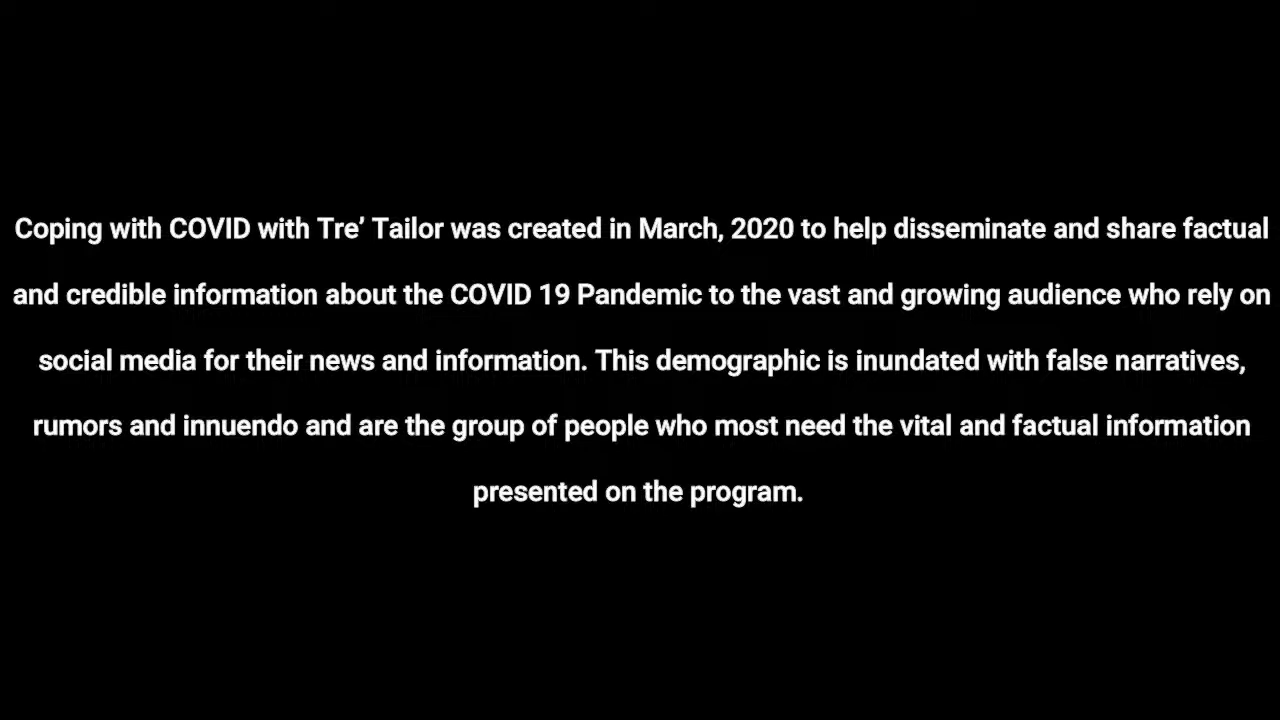 Coping with COVID with Tre’ Tailor was created in March, 2020 to help disseminate and share factual
and credible information about the COVID 19 Pandemic to the vast and growing audience who rely on
social media for their news and information. This demographic is inundated with false narratives,
rumors and innuendo and are the group of people who most need the vital and factual information
presented on the program.